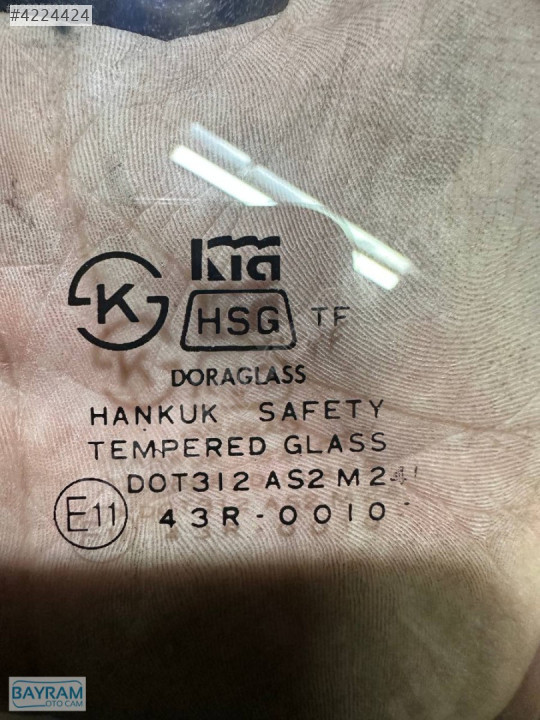 #4224424
KIA
K
HSG TF
DORAGLASS
HANKUK SAFETY
TEMPERED GLASS
DOT312 AS2 M2
E11 43R-0010
BAYRAM
OTO CAM